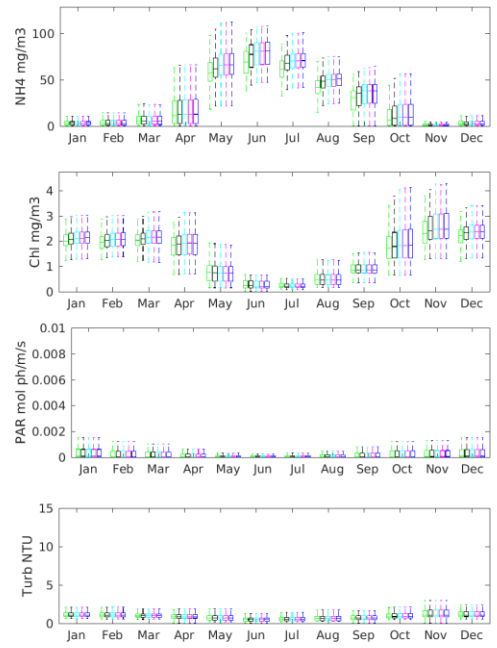 NH4 mg/m3
100
50
0
Jan Feb Mar Apr May Jun Jul Aug Sep Oct Nov Dec
Chl mg/m3
4
3
2
1
0
Jan Feb Mar Apr May Jun Jul Aug Sep Oct Nov Dec
PAR mol ph/m/s
0.01
0.008
0.006
0.004
0.002
0
Jan Feb Mar Apr May Jun Jul Aug Sep Oct Nov Dec
Turb NTU
15
10
5
0
Jan Feb Mar Apr May Jun Jul Aug Sep Oct Nov Dec